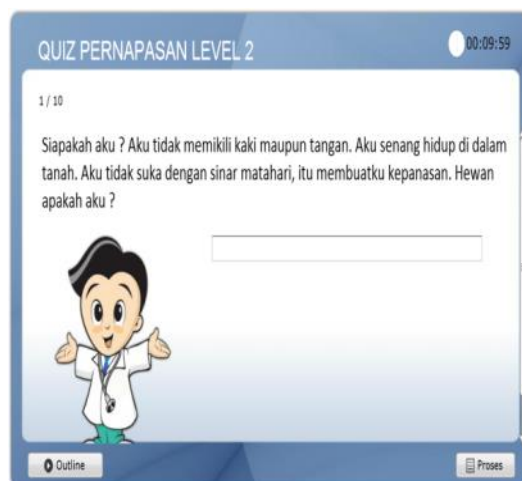 QUIZ PERNAPASAN LEVEL 2
00:09:59
1 / 10
Siapakah aku ? Aku tidak memikili kaki maupun tangan. Aku senang hidup di dalam
tanah. Aku tidak suka dengan sinar matahari, itu membuatku kepanasan. Hewan
apakah aku ?
Outline
Proses